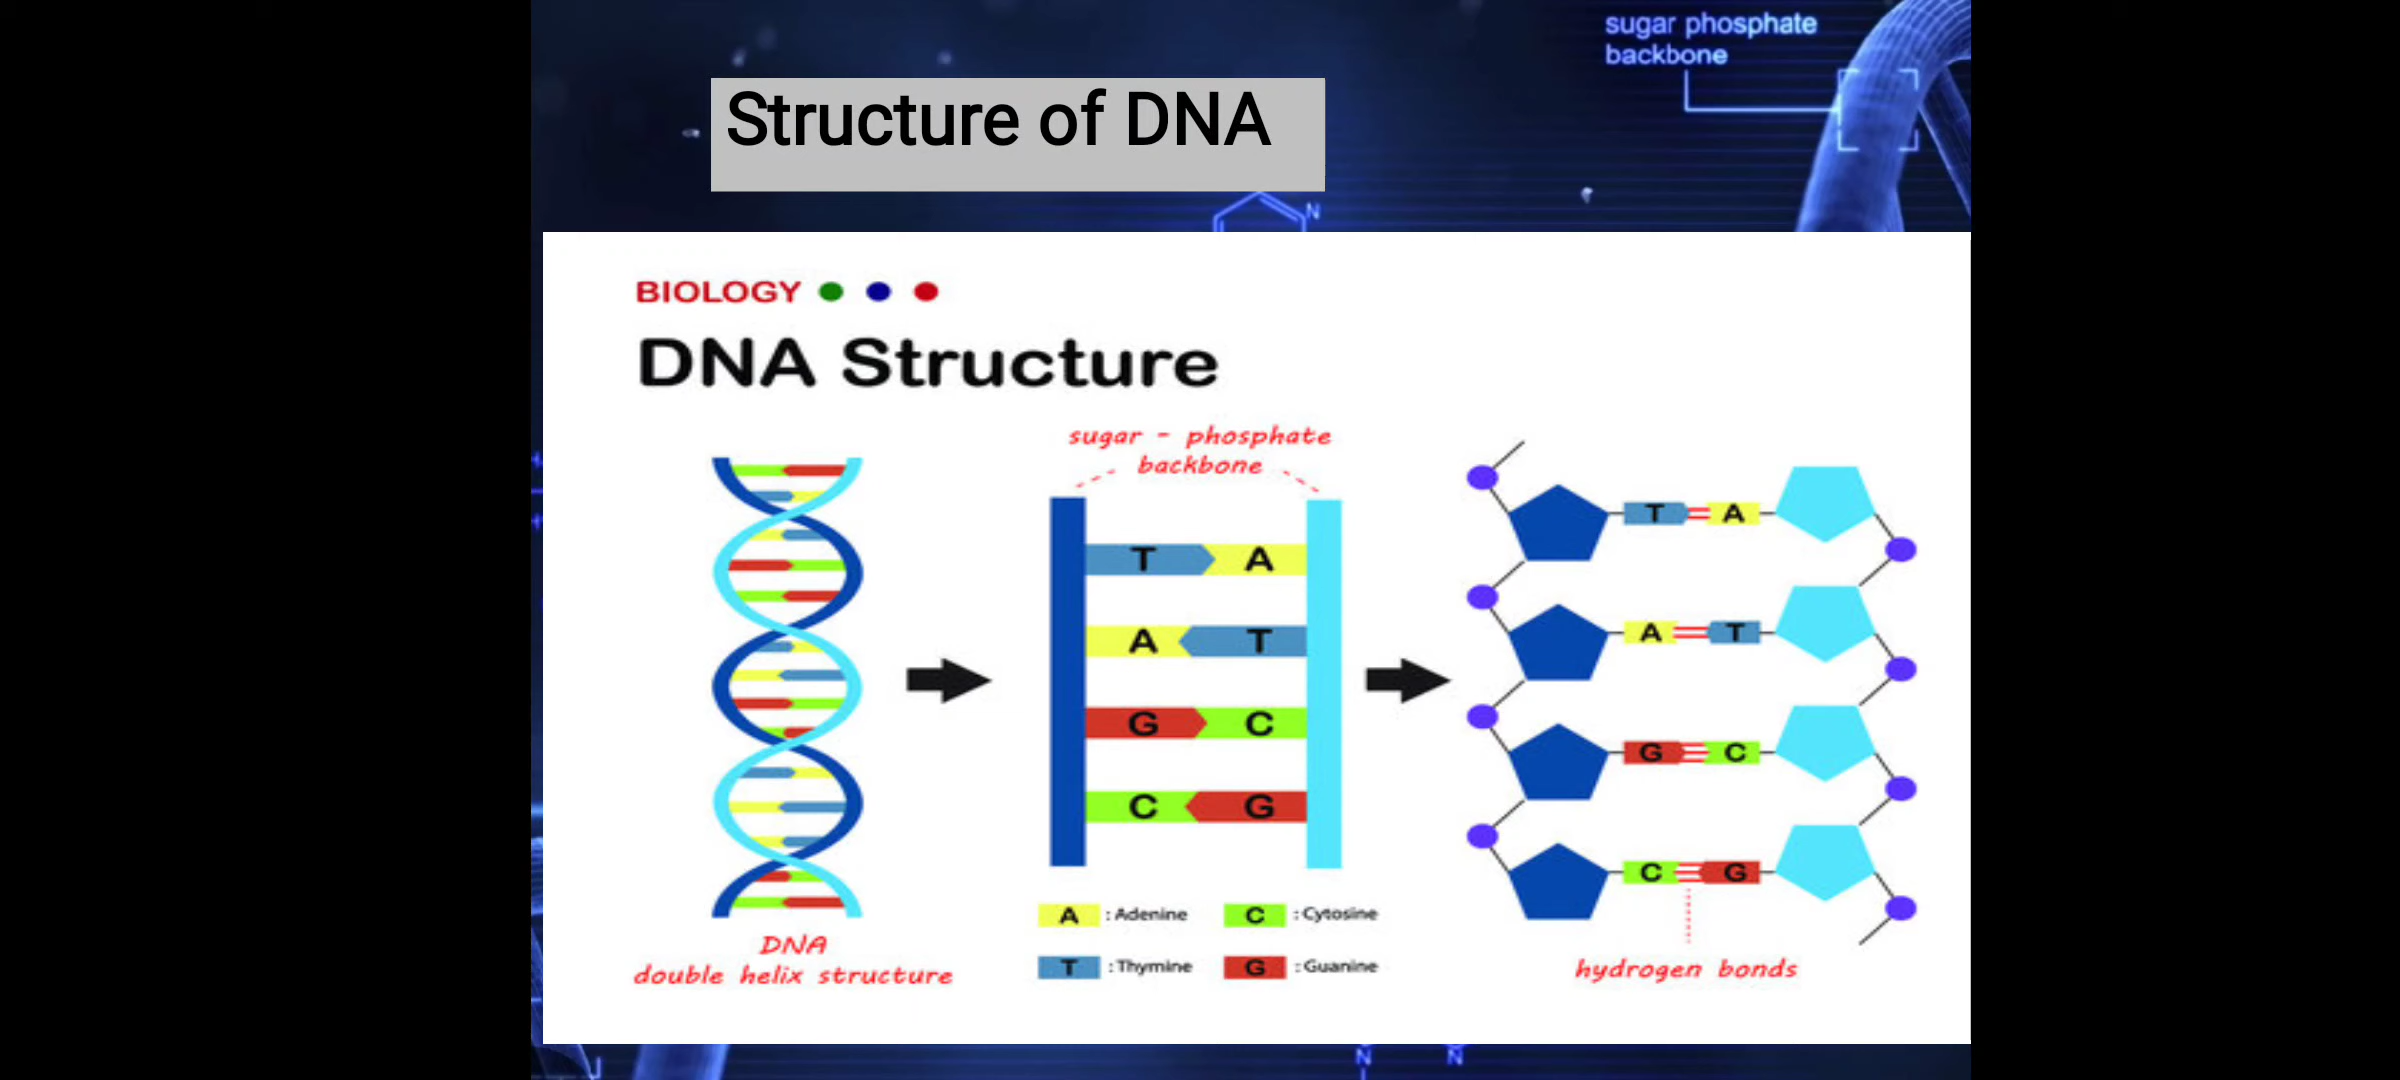 sugar phosphate
backbone
Structure of DNA
N
BIOLOGY
DNA Structure
sugar - phosphate
backbone
T A
A T
G C
C G
A : Adenine C : Cytosine
T : Thymine G : Guanine
DNA
double helix structure
T A
A T
G C
C G
hydrogen bonds
N N